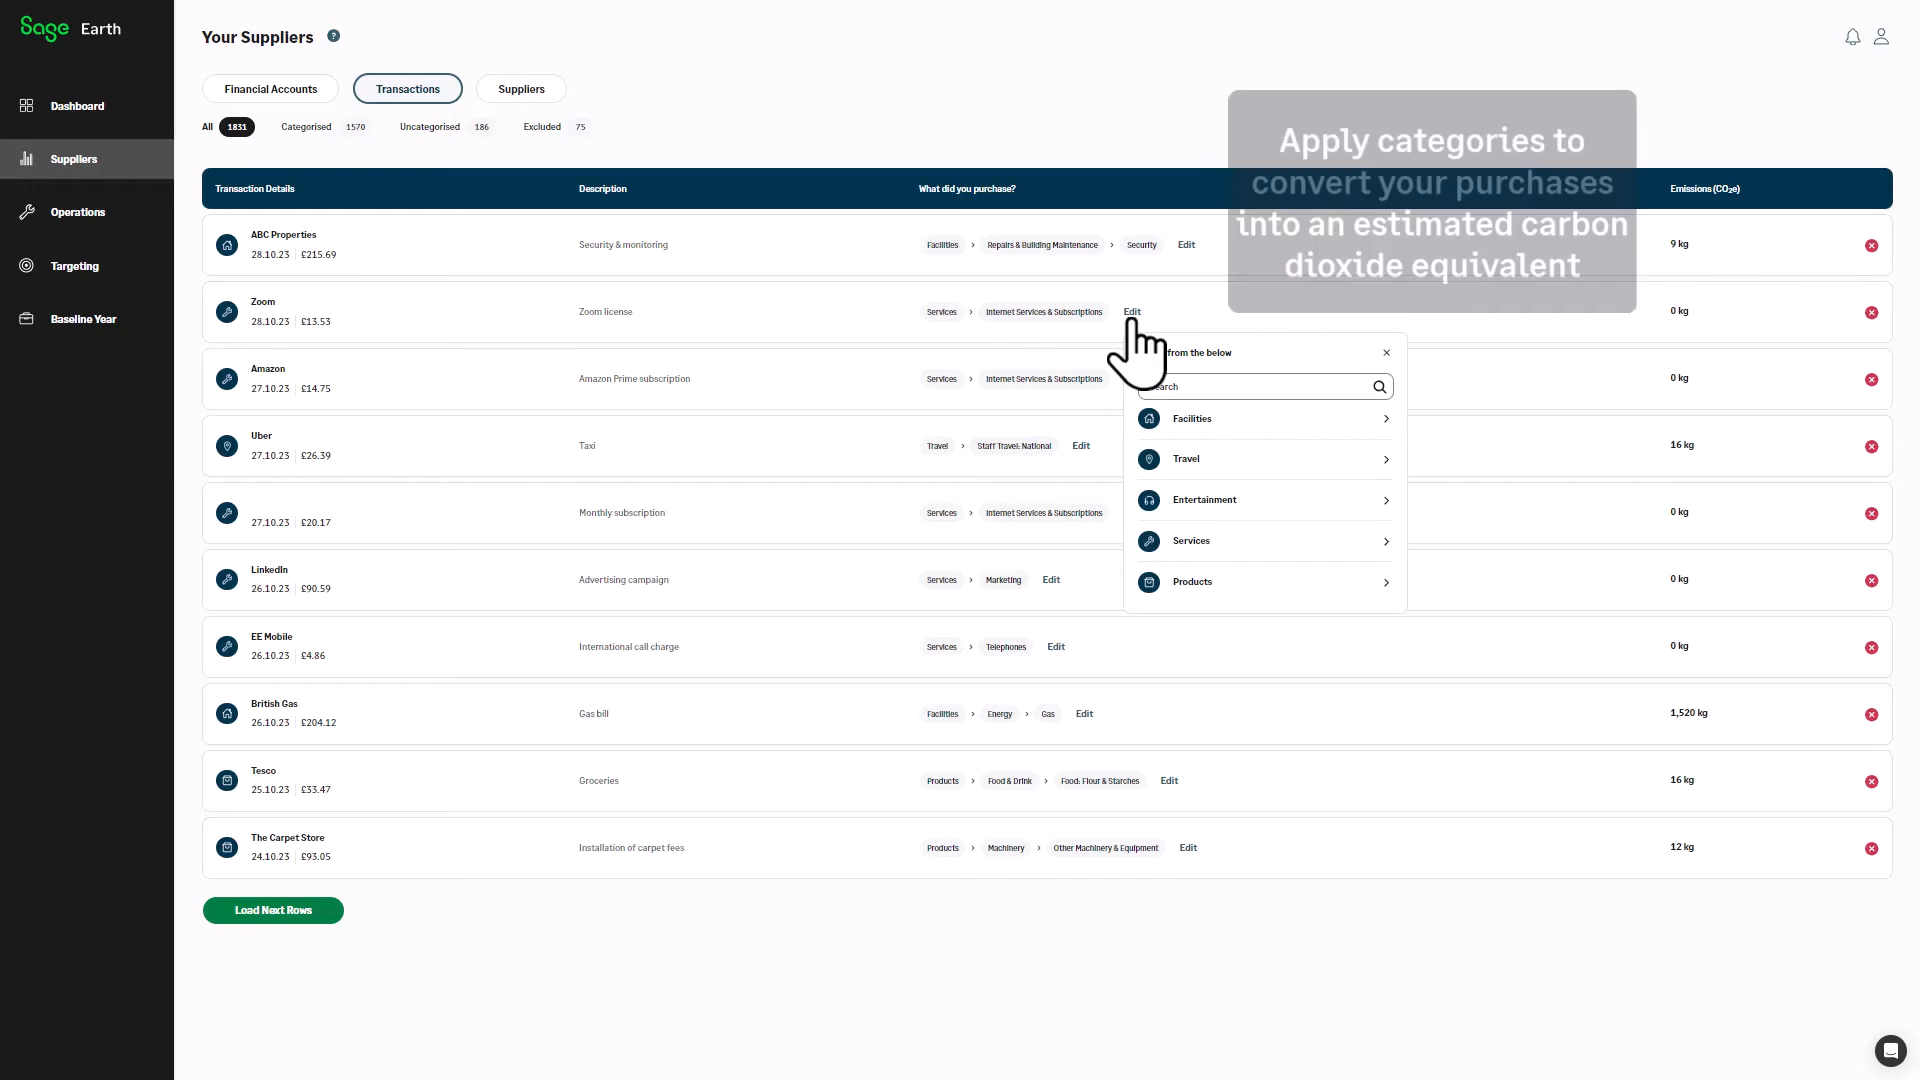 Sage Earth
Dashboard
Suppliers
Operations
Targeting
Baseline Year
Your Suppliers ?
Financial Accounts Transactions Suppliers
All 1831 Categorised 1570 Uncategorised 186 Excluded 75
Apply categories to
convert your purchases
into an estimated carbon
dioxide equivalent
Transaction Details Description What did you purchase? Emissions (CO₂e)
ABC Properties
28.10.23 £215.69 Security & monitoring Facilities > Repairs & Building Maintenance > Security Edit 9 kg
Zoom
28.10.23 £13.53 Zoom license Services > Internet Services & Subscriptions Edit 0 kg
Amazon
27.10.23 £14.75 Amazon Prime subscription Services > Internet Services & Subscriptions 0 kg
Uber
27.10.23 £26.39 Taxi Travel > Staff Travel: National Edit 16 kg
27.10.23 £20.17 Monthly subscription Services > Internet Services & Subscriptions 0 kg
LinkedIn
26.10.23 £90.59 Advertising campaign Services > Marketing Edit 0 kg
EE Mobile
26.10.23 £4.86 International call charge Services > Telephones Edit 0 kg
British Gas
26.10.23 £204.12 Gas bill Facilities > Energy > Gas Edit 1,520 kg
Tesco
25.10.23 £33.47 Groceries Products > Food & Drink > Food: Flour & Starches Edit 16 kg
The Carpet Store
24.10.23 £93.05 Installation of carpet fees Products > Machinery > Other Machinery & Equipment Edit 12 kg
from the below
Facilities
Travel
Entertainment
Services
Products
Load Next Rows